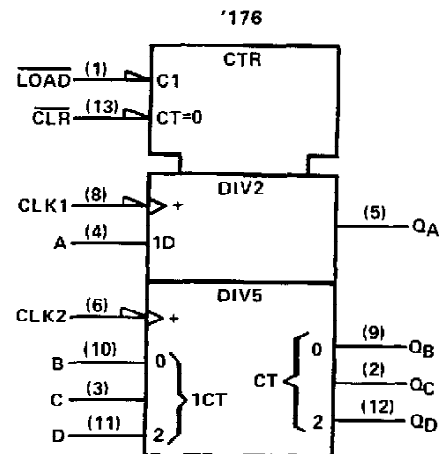 '176
CTR
LOAD (1) C1
CLR (13) CT=0
DIV2
CLK1 (8) +
(5) QA
A (4) 1D
DIV5
CLK2 (6) +
B (10) 0
0 (9) QB
C (3) 1CT
CT (2) QC
D (11) 2
2 (12) QD